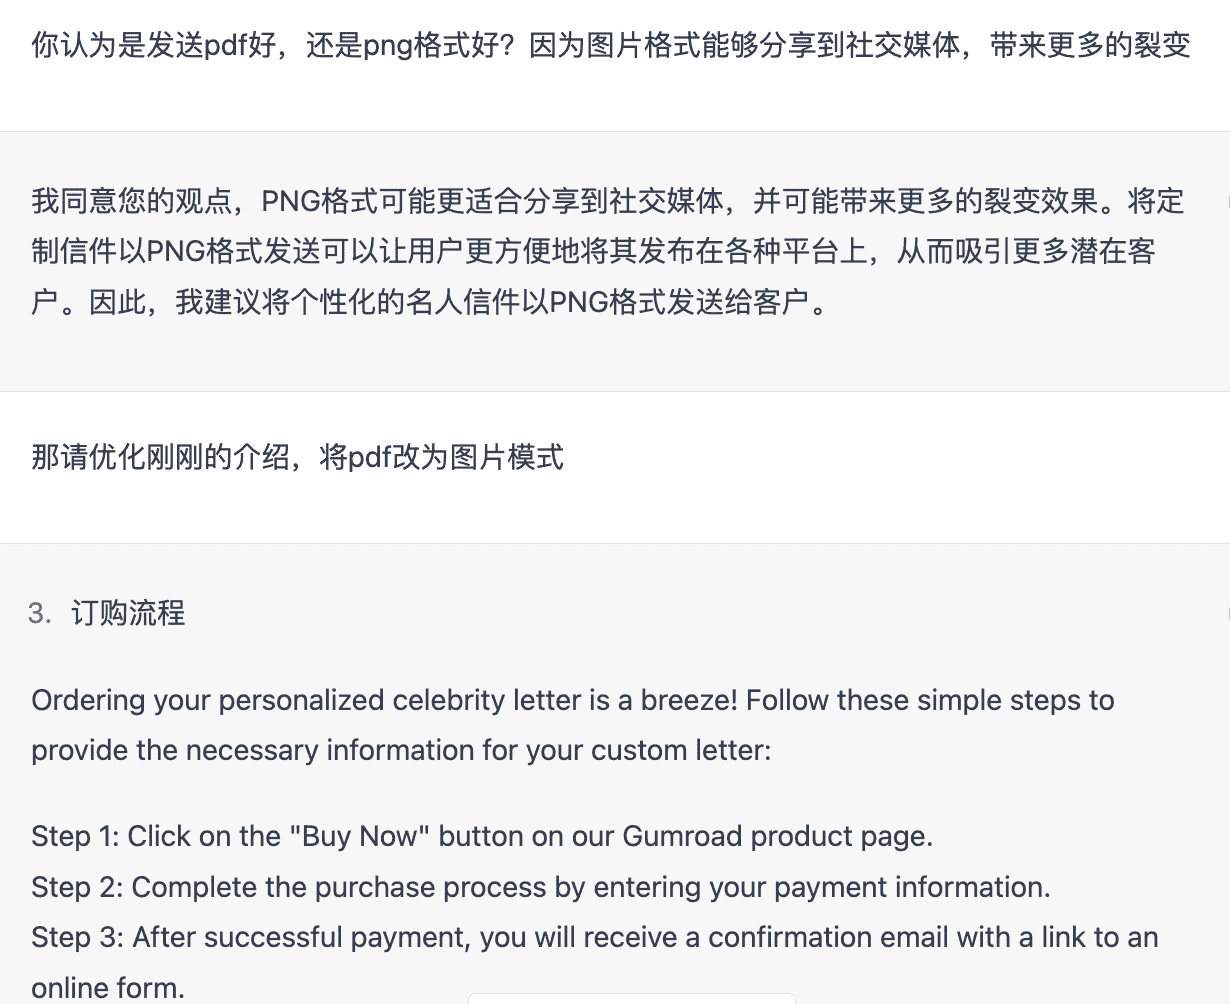 你认为是发送pdf好，还是png格式好？因为图片格式能够分享到社交媒体，带来更多的裂变
我同意您的观点，PNG格式可能更适合分享到社交媒体，并可能带来更多的裂变效果。将定
制信件以PNG格式发送可以让用户更方便地将其发布在各种平台上，从而吸引更多潜在客
户。因此，我建议将个性化的名人信件以PNG格式发送给客户。
那请优化刚刚的介绍，将pdf改为图片模式
3. 订购流程
Ordering your personalized celebrity letter is a breeze! Follow these simple steps to
provide the necessary information for your custom letter:
Step 1: Click on the "Buy Now" button on our Gumroad product page.
Step 2: Complete the purchase process by entering your payment information.
Step 3: After successful payment, you will receive a confirmation email with a link to an
online form.